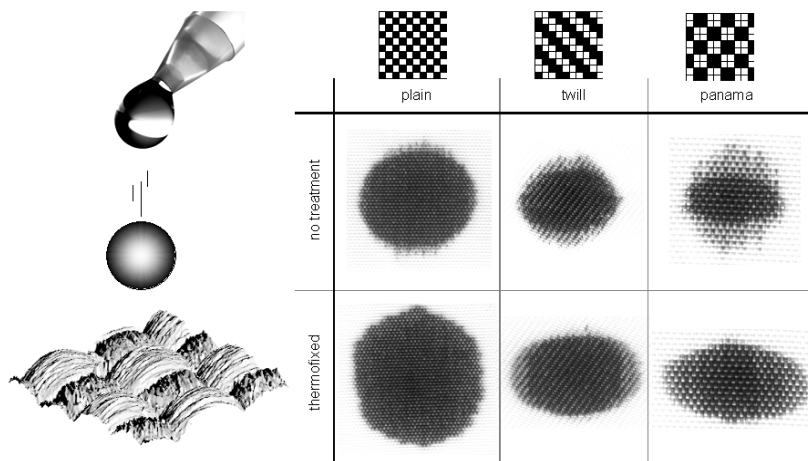 plain
twill
panama
no treatment
thermofixed